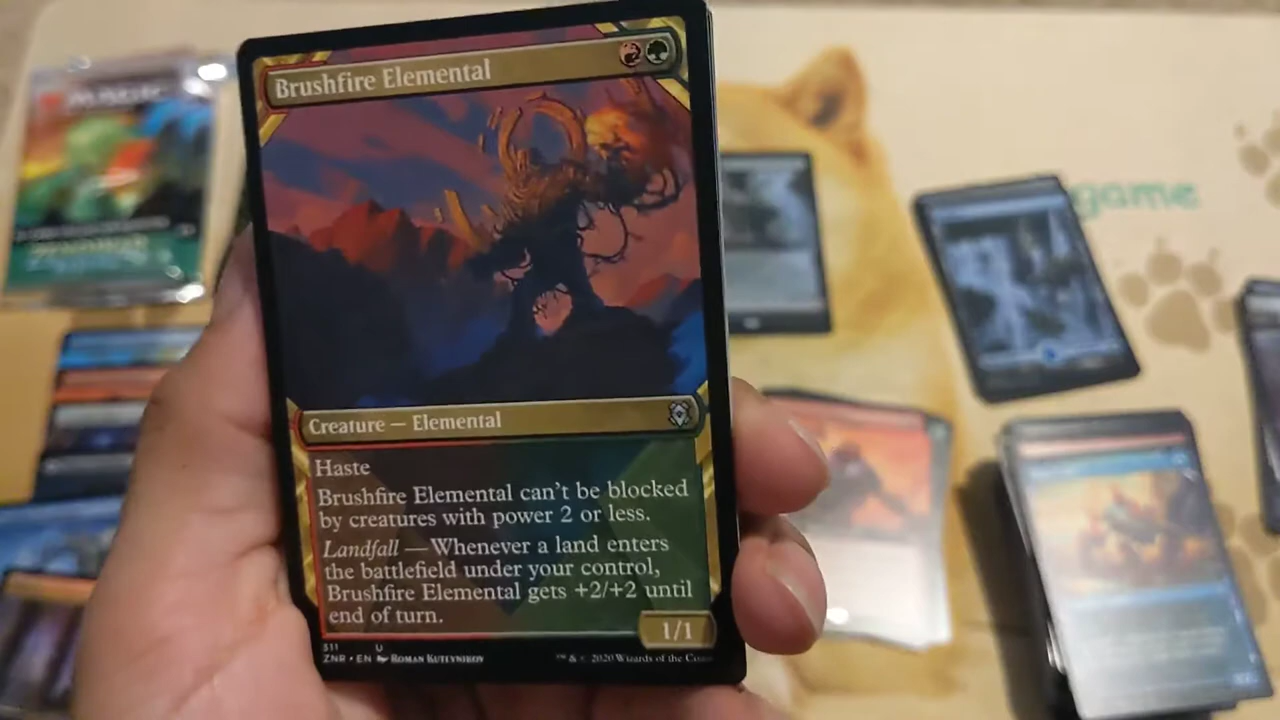 Brushfire Elemental
Creature — Elemental
Haste
Brushfire Elemental can't be blocked
by creatures with power 2 or less.
Landfall — Whenever a land enters
the battlefield under your control,
Brushfire Elemental gets +2/+2 until
end of turn.
1/1
311 U
ZNR • EN ROMAN KUTEYNIKOV
™ & © 2020 Wizards of the Coast
game